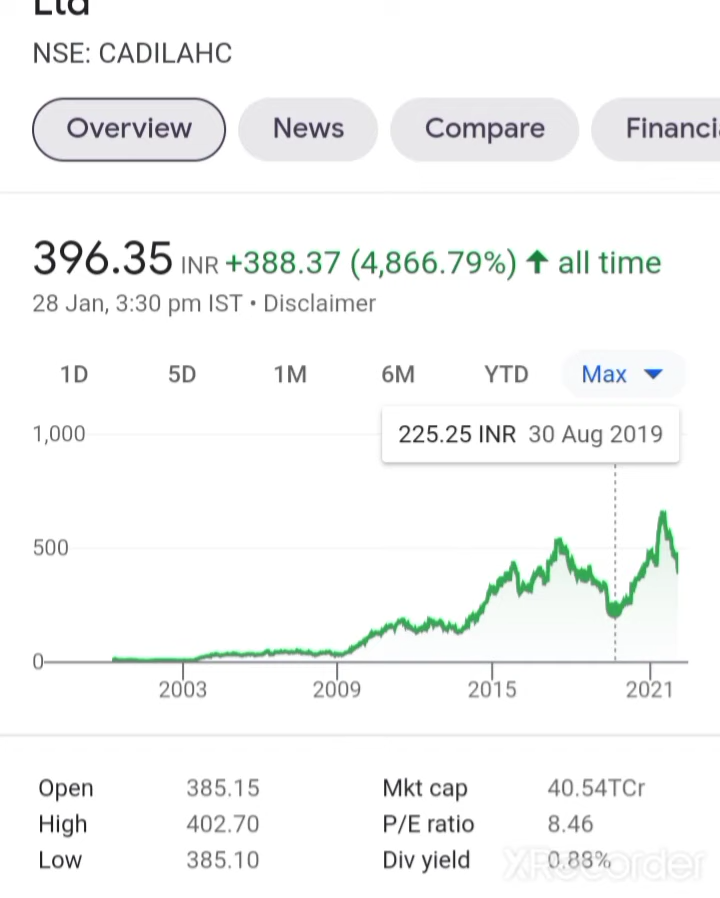 Ltd
NSE: CADILAHC
Overview News Compare Financi
396.35 INR +388.37 (4,866.79%) ↑ all time
28 Jan, 3:30 pm IST • Disclaimer
1D 5D 1M 6M YTD Max
1,000
225.25 INR 30 Aug 2019
500
0
2003 2009 2015 2021
Open 385.15 Mkt cap 40.54TCr
High 402.70 P/E ratio 8.46
Low 385.10 Div yield 0.88%
XRecorder